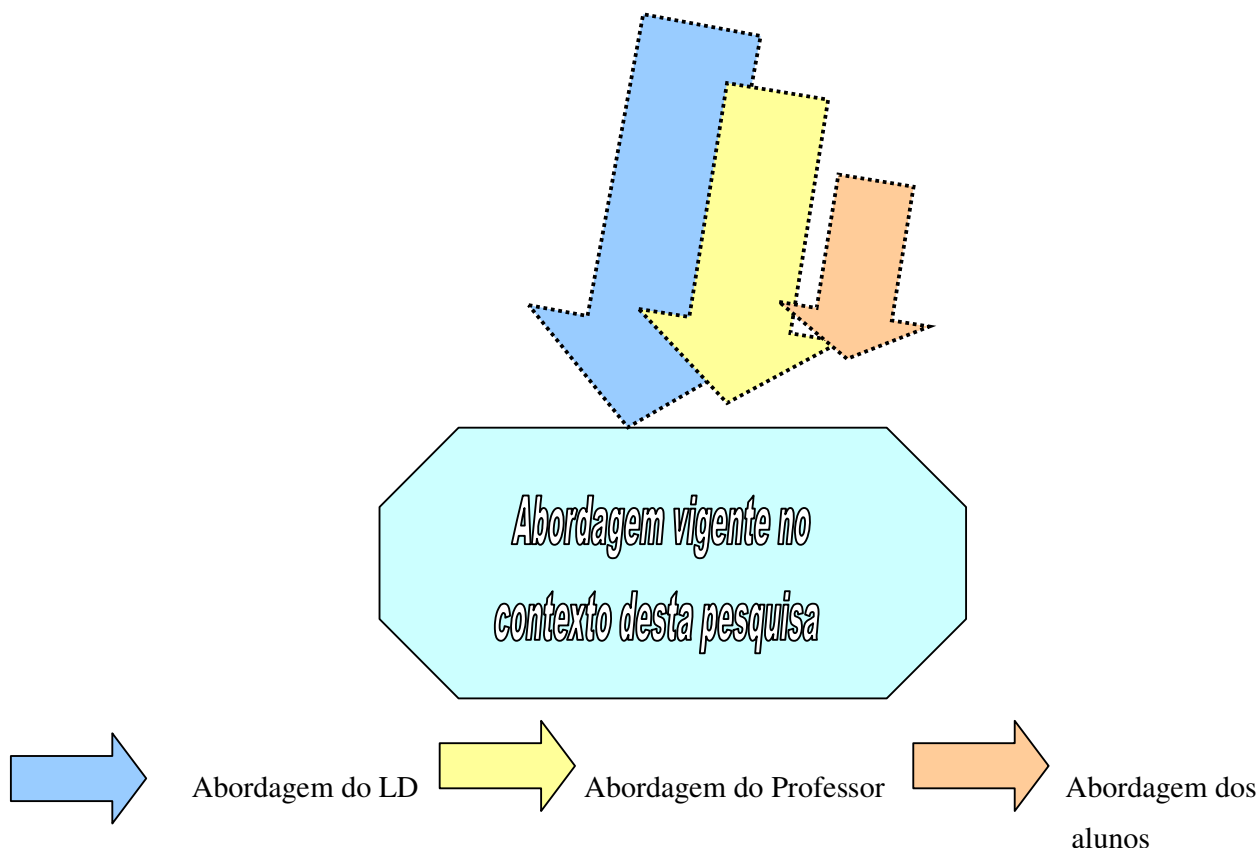 Abordagem vigente no
contexto desta pesquisa
Abordagem do LD
Abordagem do Professor
Abordagem dos
alunos